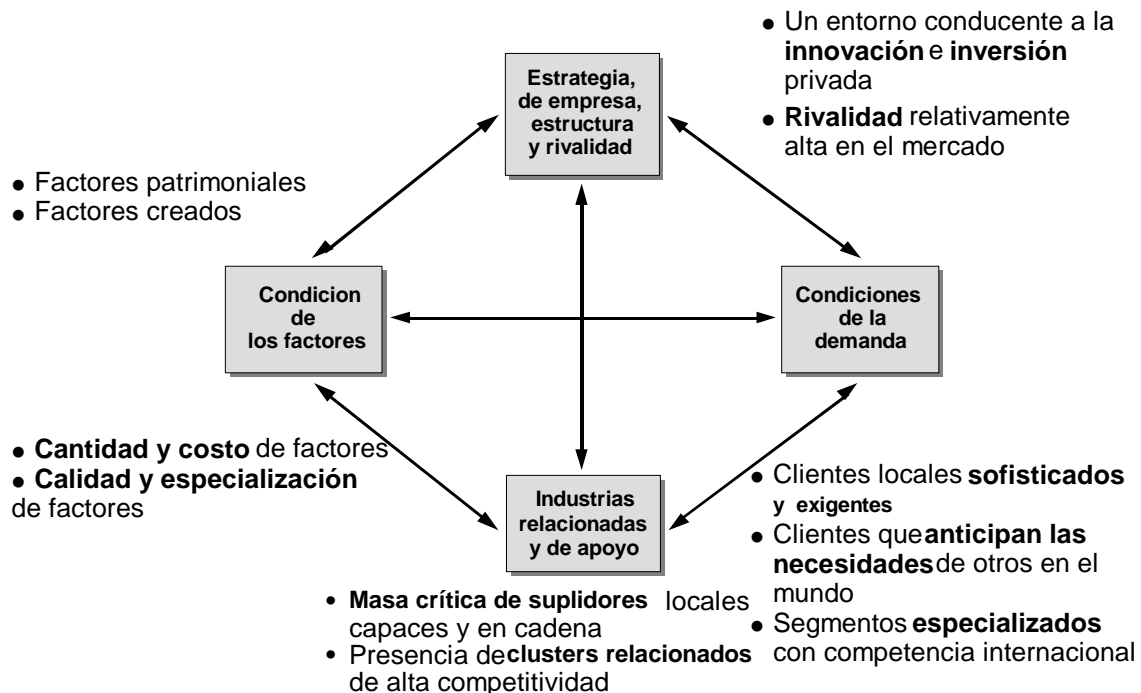 ● Un entorno conducente a la
innovación e inversión
privada
● Rivalidad relativamente
alta en el mercado
Estrategia,
de empresa,
estructura
y rivalidad
● Factores patrimoniales
● Factores creados
Condicion
de
los factores
Condiciones
de la
demanda
● Cantidad y costo de factores
● Calidad y especialización
de factores
Industrias
relacionadas
y de apoyo
● Clientes locales sofisticados
y exigentes
● Clientes que anticipan las
necesidades de otros en el
mundo
● Segmentos especializados
con competencia internacional
• Masa crítica de suplidores locales
capaces y en cadena
• Presencia de clusters relacionados
de alta competitividad